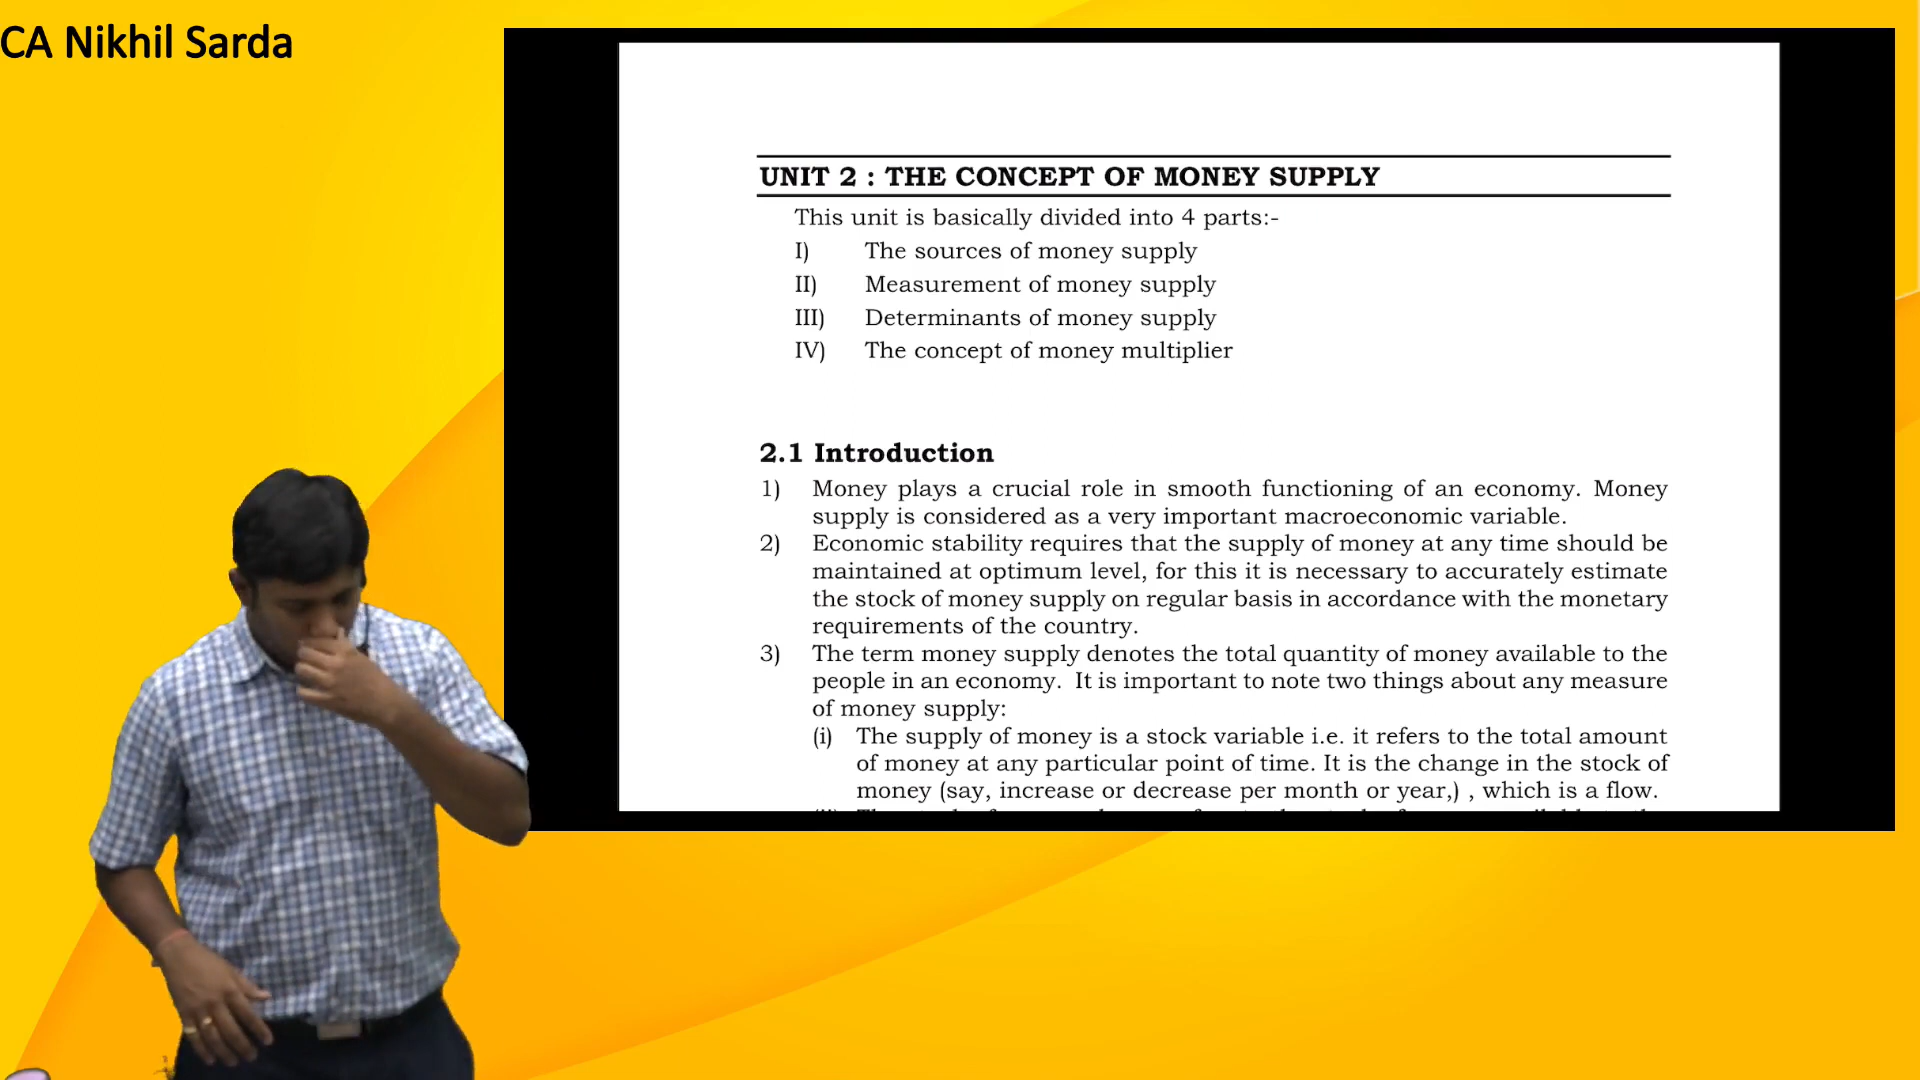 CA Nikhil Sarda
UNIT 2 : THE CONCEPT OF MONEY SUPPLY
This unit is basically divided into 4 parts:-
I) The sources of money supply
II) Measurement of money supply
III) Determinants of money supply
IV) The concept of money multiplier
2.1 Introduction
1) Money plays a crucial role in smooth functioning of an economy. Money
supply is considered as a very important macroeconomic variable.
2) Economic stability requires that the supply of money at any time should be
maintained at optimum level, for this it is necessary to accurately estimate
the stock of money supply on regular basis in accordance with the monetary
requirements of the country.
3) The term money supply denotes the total quantity of money available to the
people in an economy. It is important to note two things about any measure
of money supply:
(i) The supply of money is a stock variable i.e. it refers to the total amount
of money at any particular point of time. It is the change in the stock of
money (say, increase or decrease per month or year,) , which is a flow.